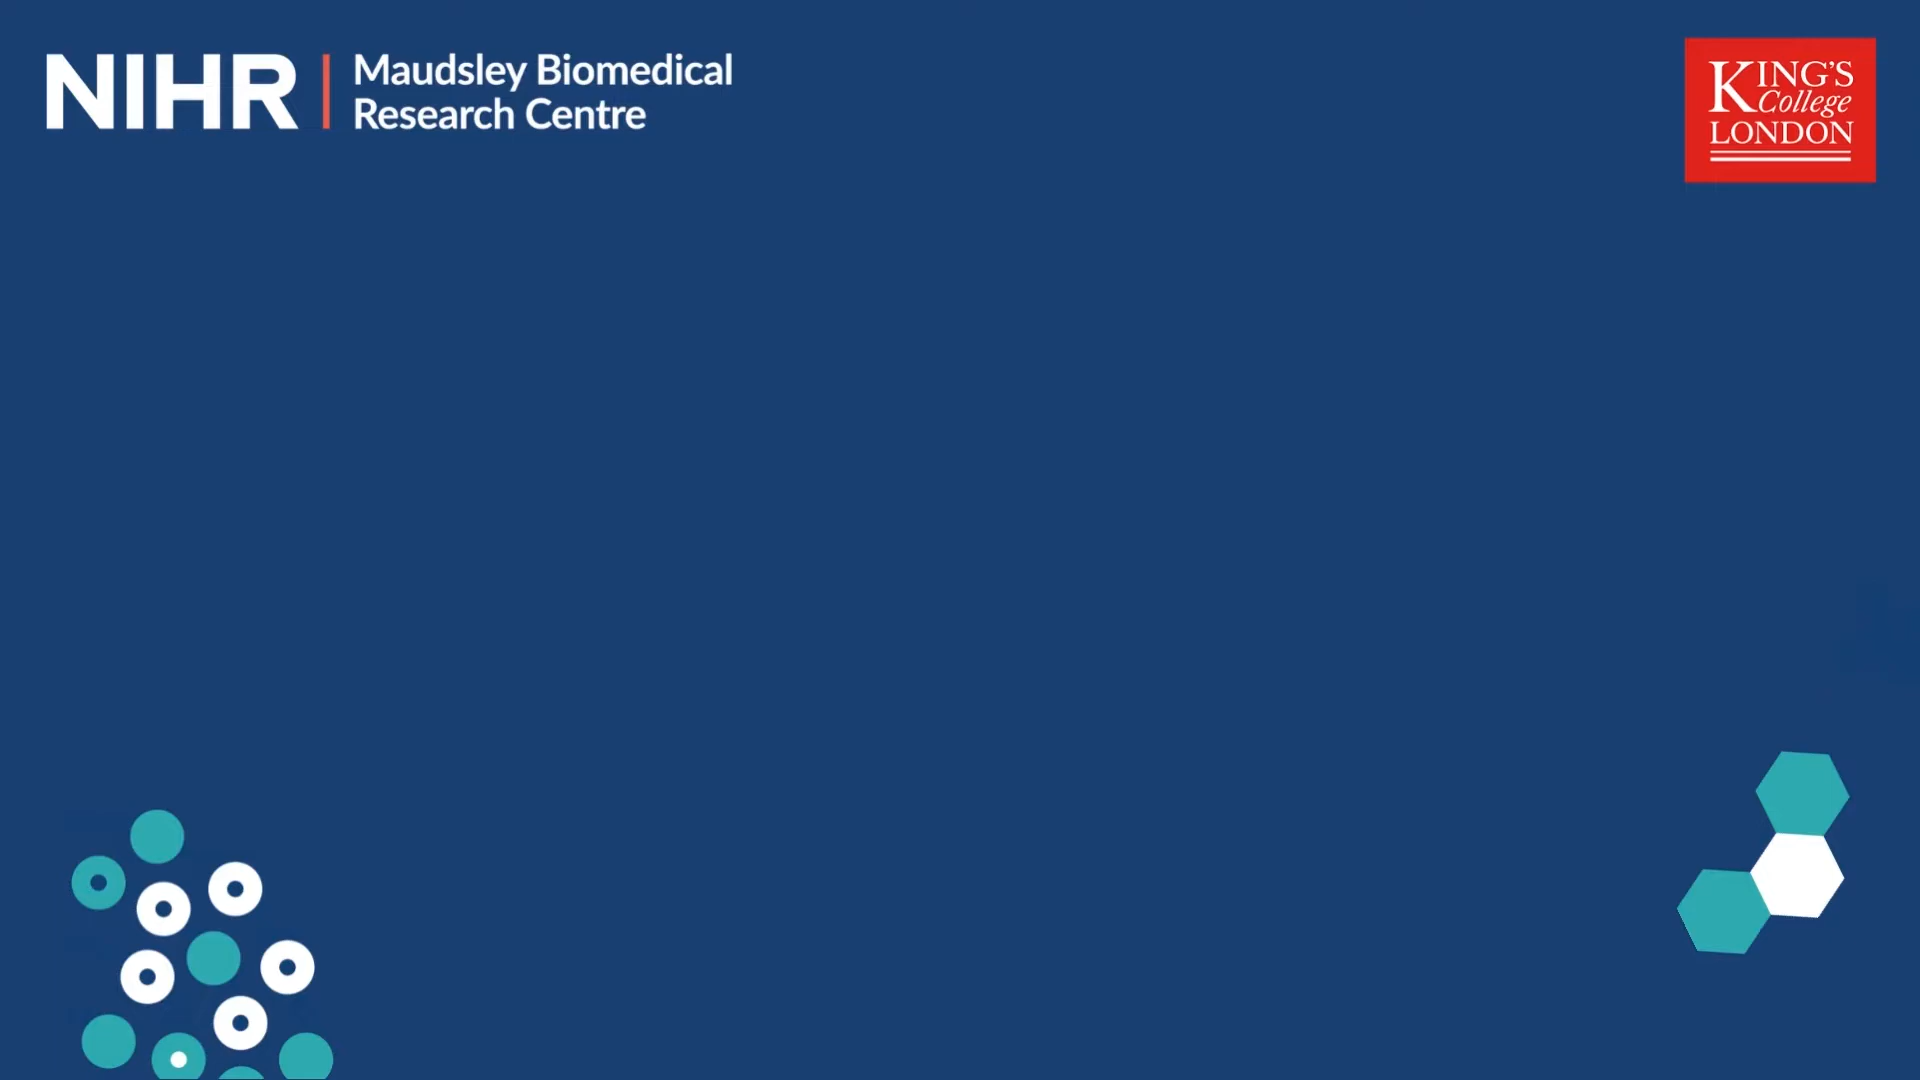 NIHR | Maudsley Biomedical
Research Centre
KING'S
College
LONDON